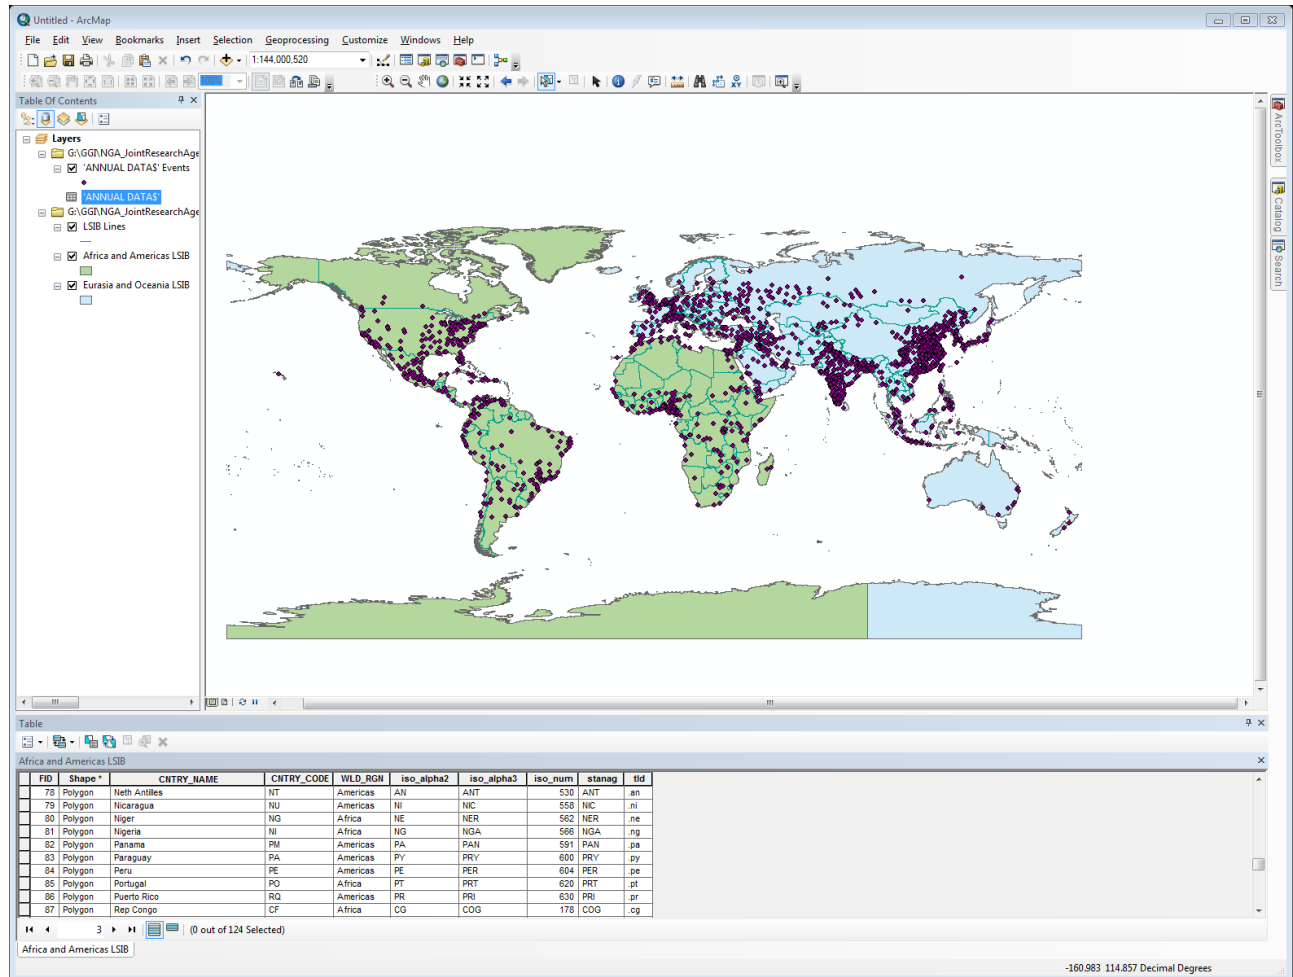 Untitled - ArcMap
File Edit View Bookmarks Insert Selection Geoprocessing Customize Windows Help
1:144,000,520
100%
Table Of Contents
Layers
G:\GGI\NGA_JointResearchAge
'ANNUAL DATA$' Events
'ANNUAL DATA$'
G:\GGI\NGA_JointResearchAge
LSIB Lines
Africa and Americas LSIB
Eurasia and Oceania LSIB
ArcToolbox
Catalog
Search
Table
Africa and Americas LSIB
FID Shape * CNTRY_NAME CNTRY_CODE WLD_RGN iso_alpha2 iso_alpha3 iso_num stanag tld
78 Polygon Neth Antilles NT Americas AN ANT 530 ANT .an
79 Polygon Nicaragua NU Americas NI NIC 558 NIC .ni
80 Polygon Niger NG Africa NE NER 562 NER .ne
81 Polygon Nigeria NI Africa NG NGA 566 NGA .ng
82 Polygon Panama PM Americas PA PAN 591 PAN .pa
83 Polygon Paraguay PA Americas PY PRY 600 PRY .py
84 Polygon Peru PE Americas PE PER 604 PER .pe
85 Polygon Portugal PO Africa PT PRT 620 PRT .pt
86 Polygon Puerto Rico RQ Americas PR PRI 630 PRI .pr
87 Polygon Rep Congo CF Africa CG COG 178 COG .cg
3 (0 out of 124 Selected)
Africa and Americas LSIB
-160.983 114.857 Decimal Degrees